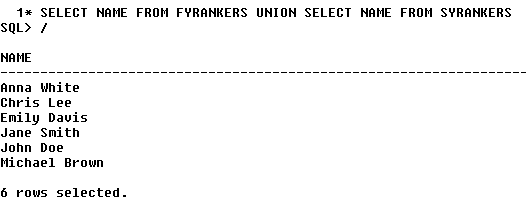 1* SELECT NAME FROM FYRANKERS UNION SELECT NAME FROM SYRANKERS
SQL> /
NAME
--------------------------------------------------------------------------------
Anna White
Chris Lee
Emily Davis
Jane Smith
John Doe
Michael Brown
6 rows selected.